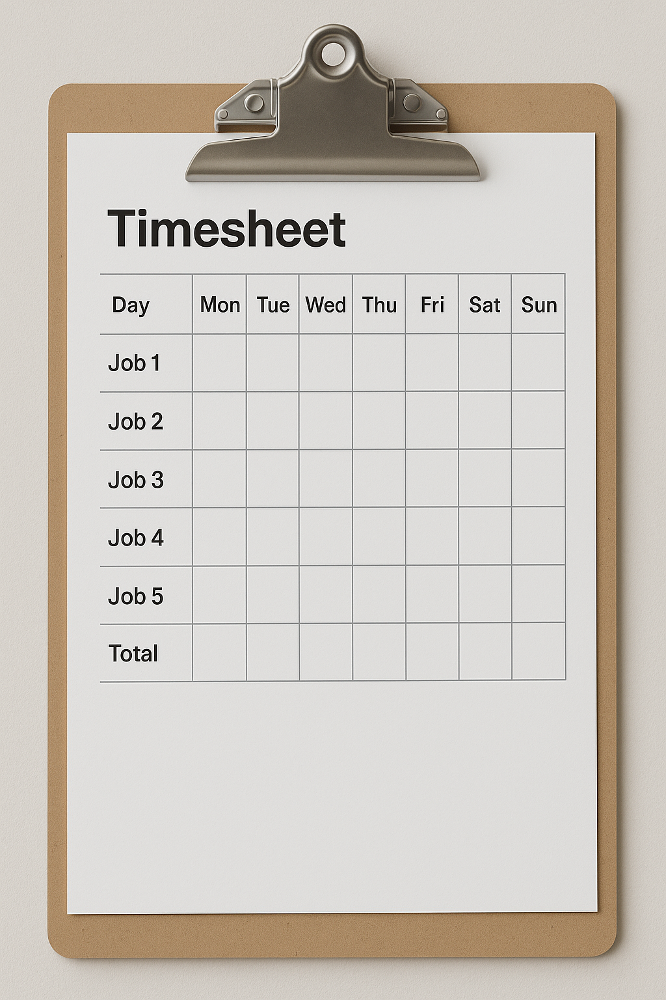 Timesheet
Day Mon Tue Wed Thu Fri Sat Sun
Job 1
Job 2
Job 3
Job 4
Job 5
Total